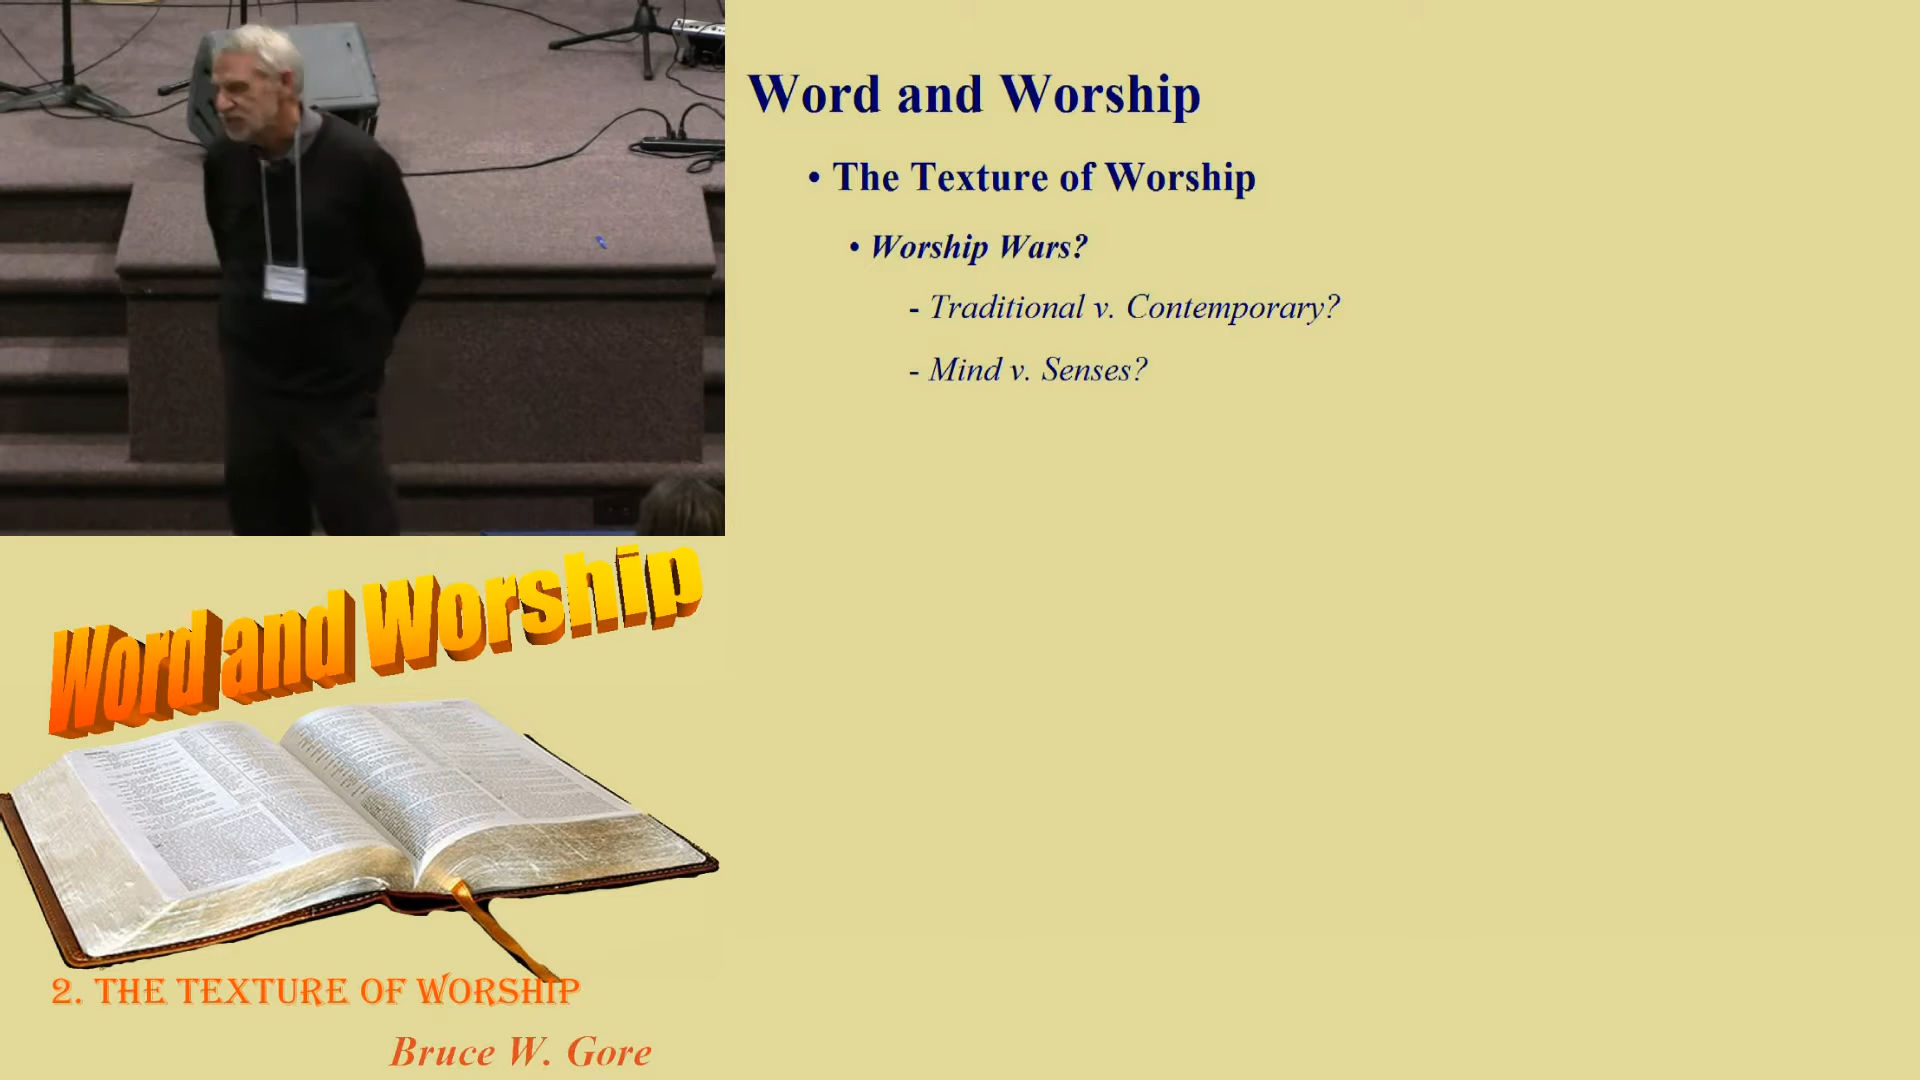 Word and Worship
• The Texture of Worship
• Worship Wars?
- Traditional v. Contemporary?
- Mind v. Senses?
Word and Worship
2. THE TEXTURE OF WORSHIP
Bruce W. Gore